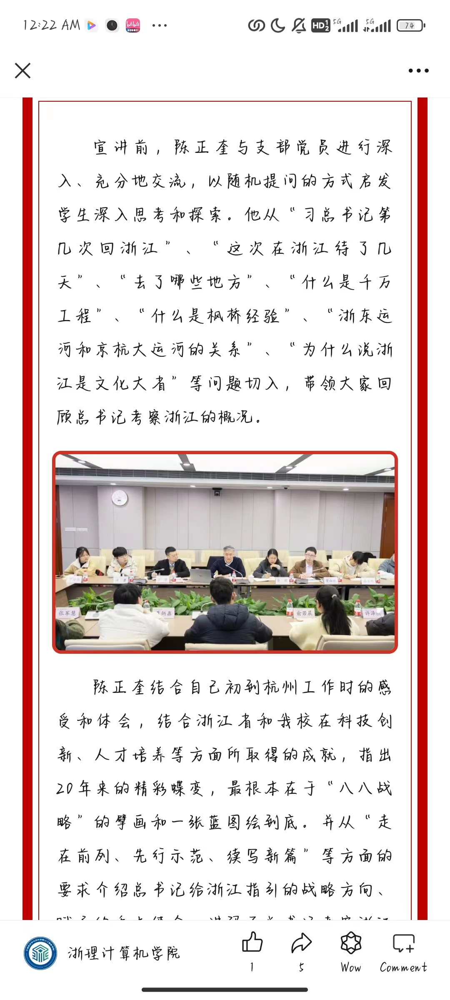 12:22 AM
bilibili
HD 1 2
5G
5G
74
宣讲前，陈正奎与支部党员进行深
入、充分地交流，以随机提问的方式启发
学生深入思考和探索。他从“习总书记第
几次回浙江”、“这次在浙江待了几
天”、“去了哪些地方”、“什么是千万
工程”、“什么是枫桥经验”、“浙东运
河和京杭大运河的关系”、“为什么说浙
江是文化大省”等问题切入，带领大家回
顾总书记考察浙江的概况。
张军慧
炳鑫
俞若晨
许泽
陈正奎结合自己初到杭州工作时的感
受和体会，结合浙江省和我校在科技创
新、人才培养等方面所取得的成就，指出
20年来的精彩蝶变，最根本在于“八八战
略”的擘画和一张蓝图绘到底。并从“走
在前列、先行示范、续写新篇”等方面的
要求介绍总书记给浙江指引的战略方向、
浙理计算机学院
1
5
Wow
Comment